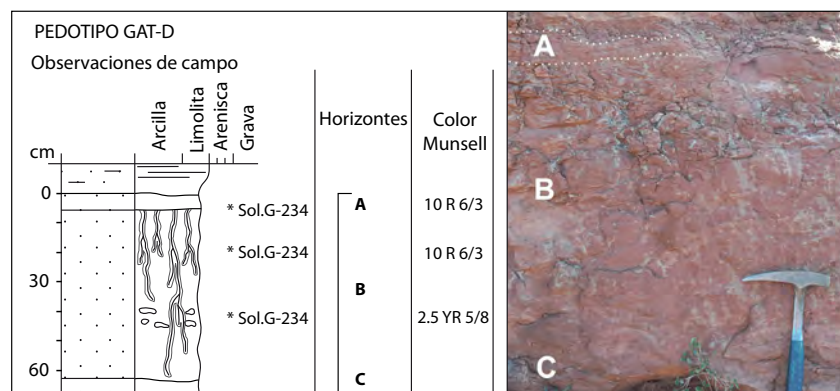 PEDOTIPO GAT-D
Observaciones de campo
Arcilla
Limolita
Arenisca
Grava
Horizontes
Color
Munsell
cm
0
* Sol.G-234
A
10 R 6/3
* Sol.G-234
10 R 6/3
30
B
* Sol.G-234
2.5 YR 5/8
60
C
A
B
C